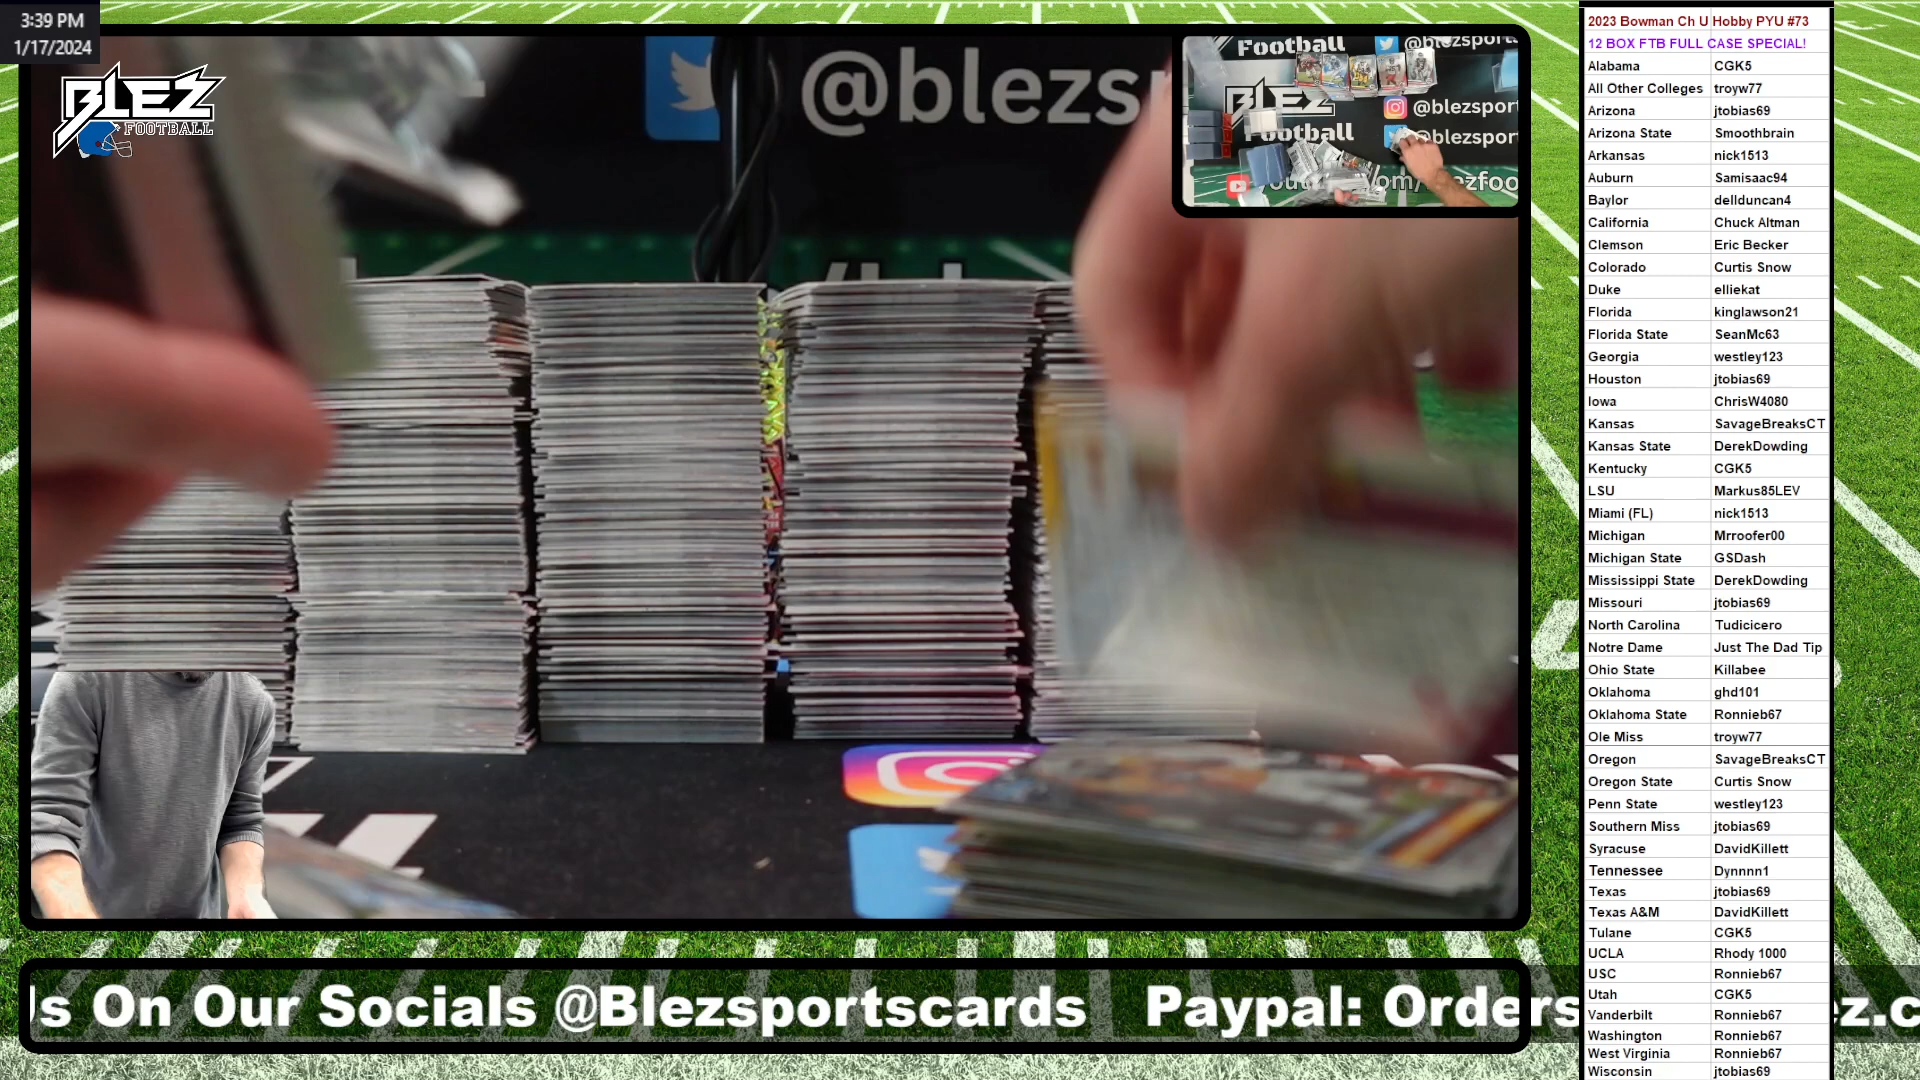 3:39 PM
1/17/2024
BLEZ
FOOTBALL
@blezs
Football
@blezsport
BLEZ
@blezsport
Football
@blezsport
2023 Bowman Ch U Hobby PYU #73
12 BOX FTB FULL CASE SPECIAL!
Alabama CGK5
All Other Colleges troyw77
Arizona jtobias69
Arizona State Smoothbrain
Arkansas nick1513
Auburn Samisaac94
Baylor dellduncan4
California Chuck Altman
Clemson Eric Becker
Colorado Curtis Snow
Duke elliekat
Florida kinglawson21
Florida State SeanMc63
Georgia westley123
Houston jtobias69
Iowa ChrisW4080
Kansas SavageBreaksCT
Kansas State DerekDowding
Kentucky CGK5
LSU Markus85LEV
Miami (FL) nick1513
Michigan Mrroofer00
Michigan State GSDash
Mississippi State DerekDowding
Missouri jtobias69
North Carolina Tudicicero
Notre Dame Just The Dad Tip
Ohio State Killabee
Oklahoma ghd101
Oklahoma State Ronnieb67
Ole Miss troyw77
Oregon SavageBreaksCT
Oregon State Curtis Snow
Penn State westley123
Southern Miss jtobias69
Syracuse DavidKillett
Tennessee Dynnnn1
Texas jtobias69
Texas A&M DavidKillett
Tulane CGK5
UCLA Rhody 1000
USC Ronnieb67
Utah CGK5
Vanderbilt Ronnieb67
Washington Ronnieb67
West Virginia Ronnieb67
Wisconsin jtobias69
Us On Our Socials @Blezsportscards Paypal: Orders ez.c